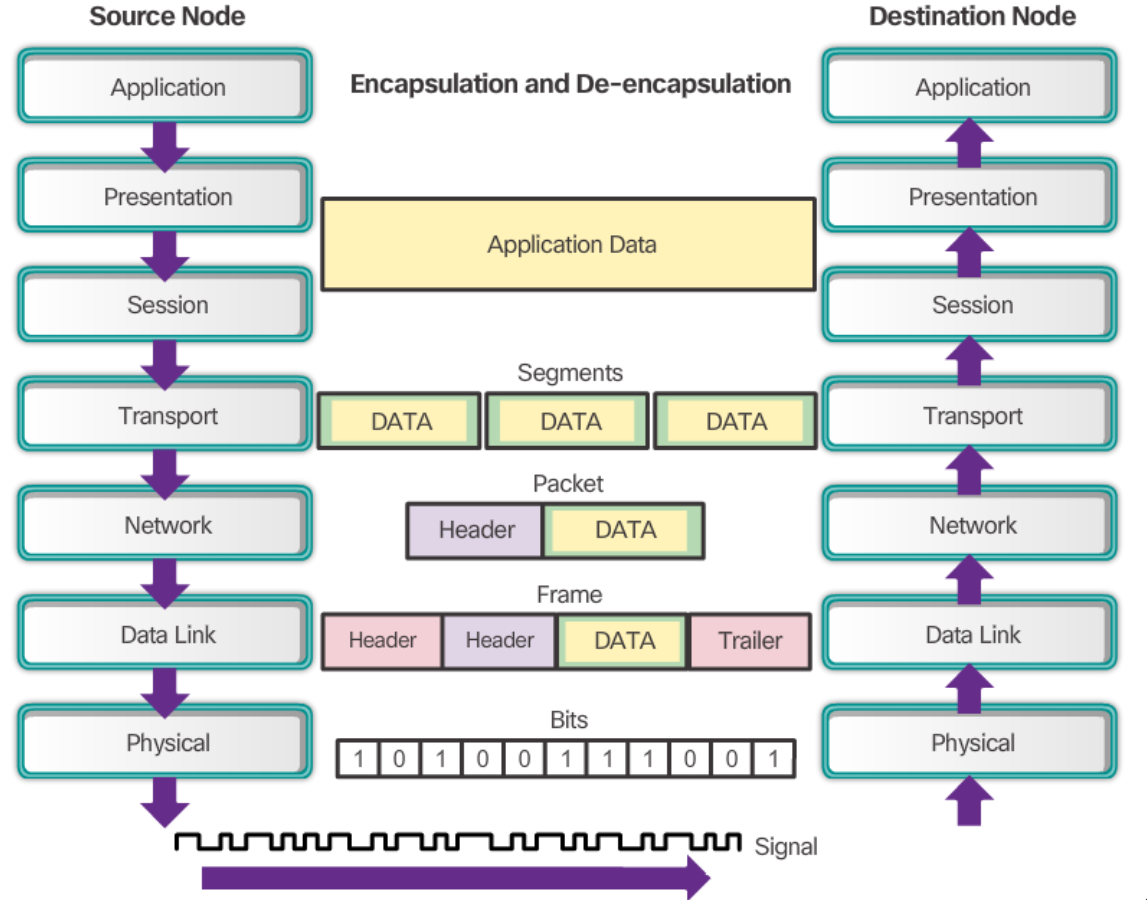 Source Node
Destination Node
Application
Encapsulation and De-encapsulation
Application
Presentation
Presentation
Application Data
Session
Session
Segments
Transport
DATA
DATA
DATA
Transport
Packet
Network
Header
DATA
Network
Frame
Data Link
Header
Header
DATA
Trailer
Data Link
Bits
Physical
1 0 1 0 0 1 1 1 0 0 1
Physical
Signal